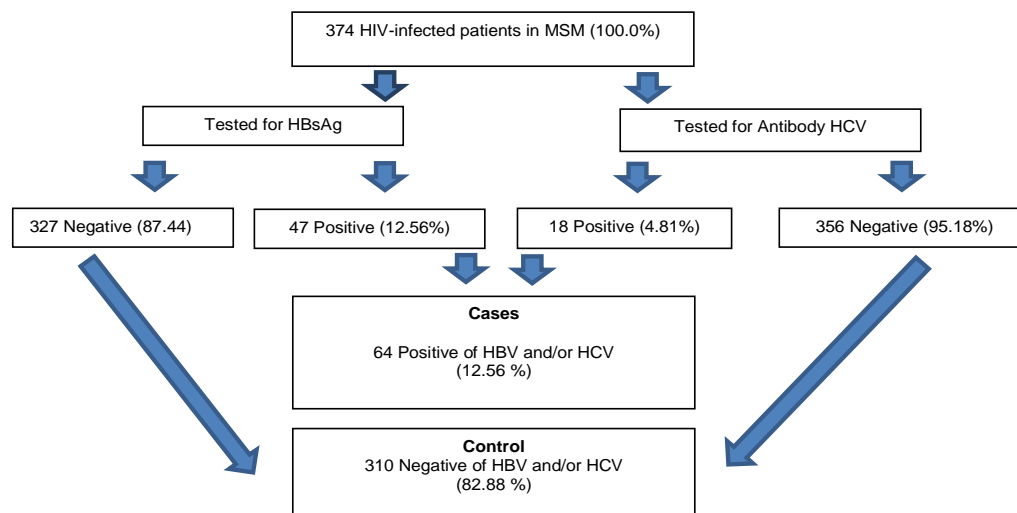 374 HIV-infected patients in MSM (100.0%)
Tested for HBsAg
Tested for Antibody HCV
327 Negative (87.44)
47 Positive (12.56%)
18 Positive (4.81%)
356 Negative (95.18%)
Cases
64 Positive of HBV and/or HCV
(12.56 %)
Control
310 Negative of HBV and/or HCV
(82.88 %)